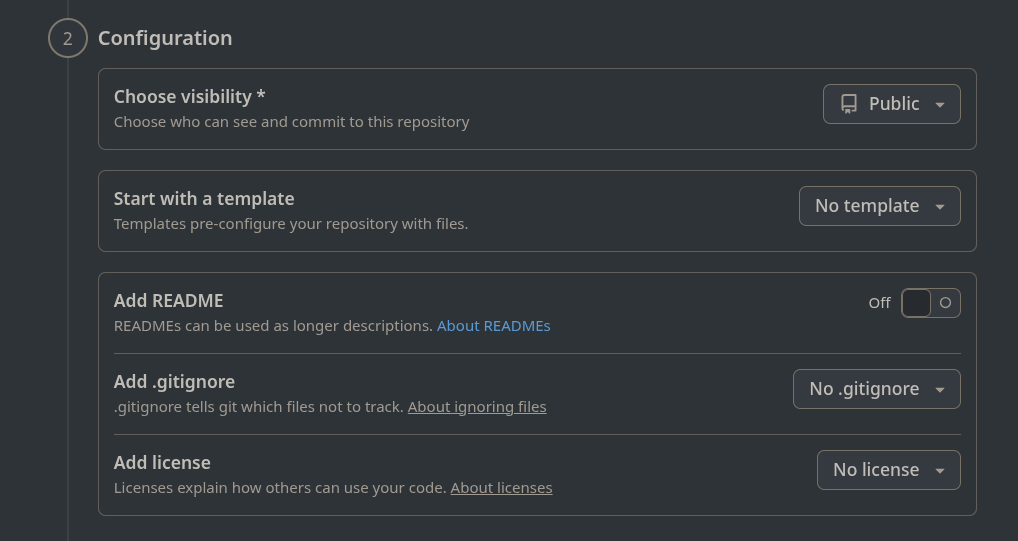 2
Configuration
Choose visibility *
Choose who can see and commit to this repository
Public
Start with a template
Templates pre-configure your repository with files.
No template
Add README
READMEs can be used as longer descriptions. About READMEs
Off
Add .gitignore
.gitignore tells git which files not to track. About ignoring files
No .gitignore
Add license
Licenses explain how others can use your code. About licenses
No license